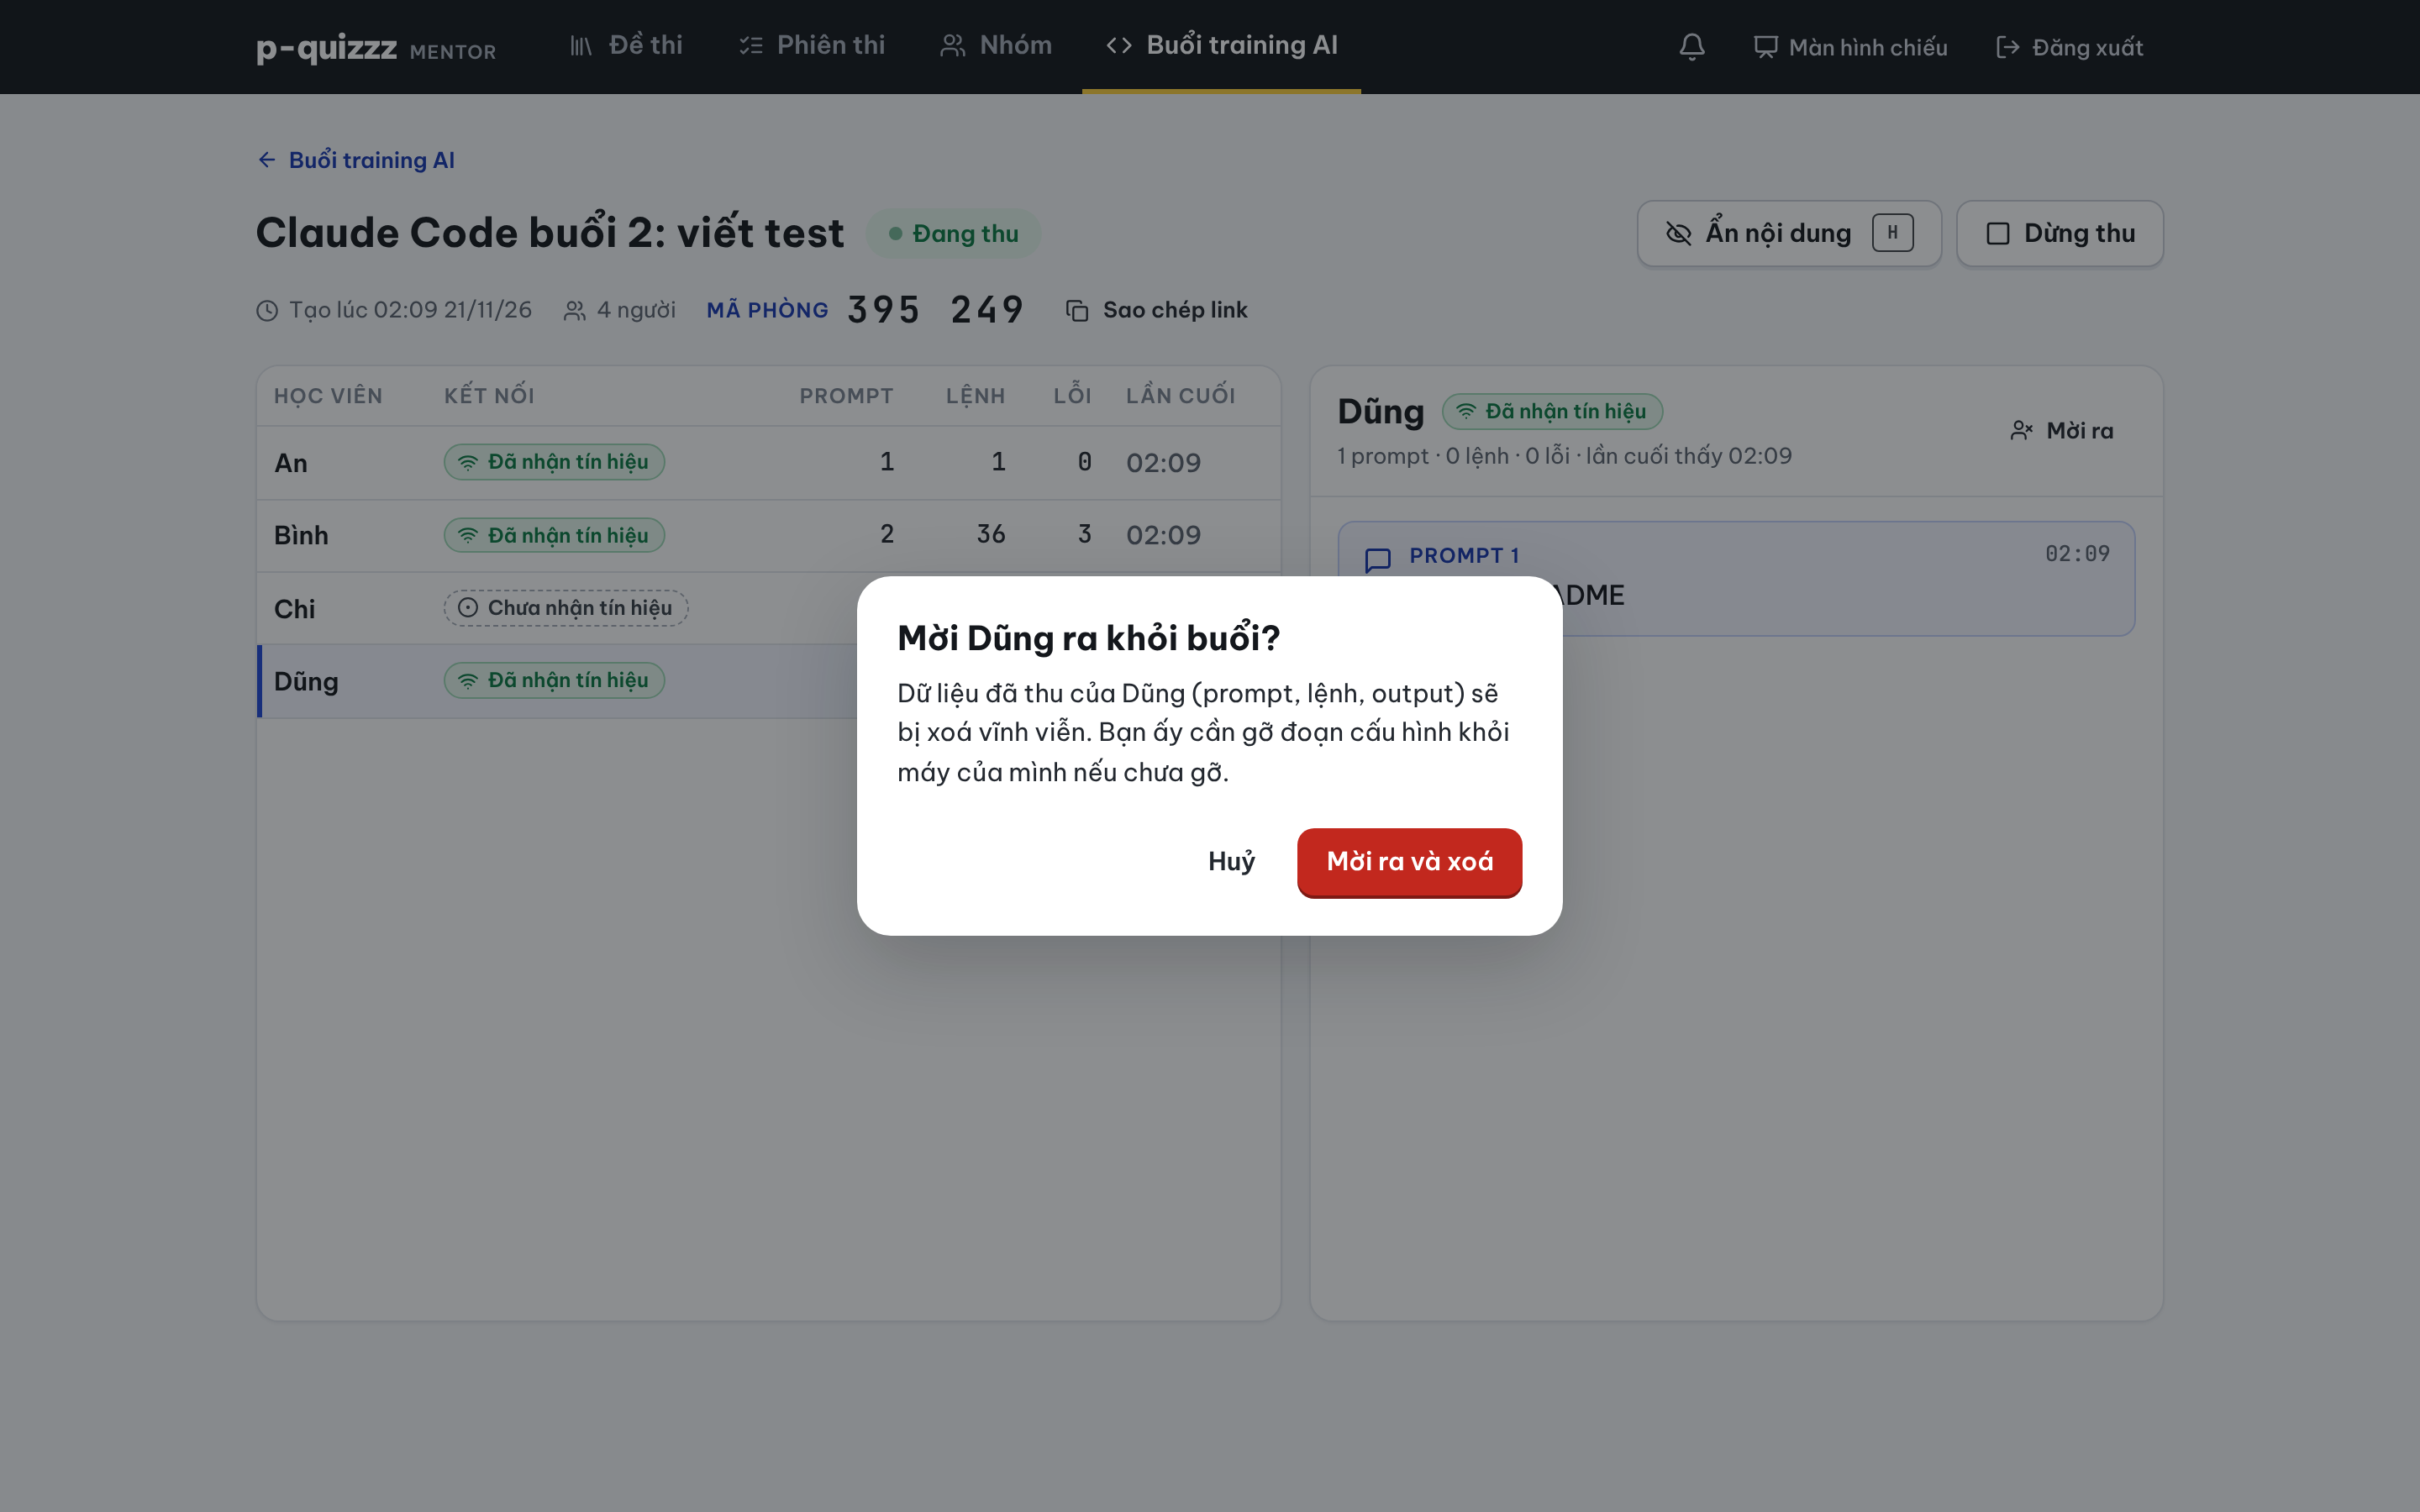 p-quizzz MENTOR
Đề thi
Phiên thi
Nhóm
Buổi training AI
Màn hình chiếu
Đăng xuất
Buổi training AI
Claude Code buổi 2: viết test
Đang thu
Ẩn nội dung H
Dừng thu
Tạo lúc 02:09 21/11/26
4 người
MÃ PHÒNG 395 249
Sao chép link
HỌC VIÊN KẾT NỐI PROMPT LỆNH LỖI LẦN CUỐI
An Đã nhận tín hiệu 1 1 0 02:09
Bình Đã nhận tín hiệu 2 36 3 02:09
Chi Chưa nhận tín hiệu
Dũng Đã nhận tín hiệu
Dũng Đã nhận tín hiệu
1 prompt · 0 lệnh · 0 lỗi · lần cuối thấy 02:09
Mời ra
PROMPT 1 02:09
Mời Dũng ra khỏi buổi?
Dữ liệu đã thu của Dũng (prompt, lệnh, output) sẽ
bị xoá vĩnh viễn. Bạn ấy cần gỡ đoạn cấu hình khỏi
máy của mình nếu chưa gỡ.
Huỷ
Mời ra và xoá